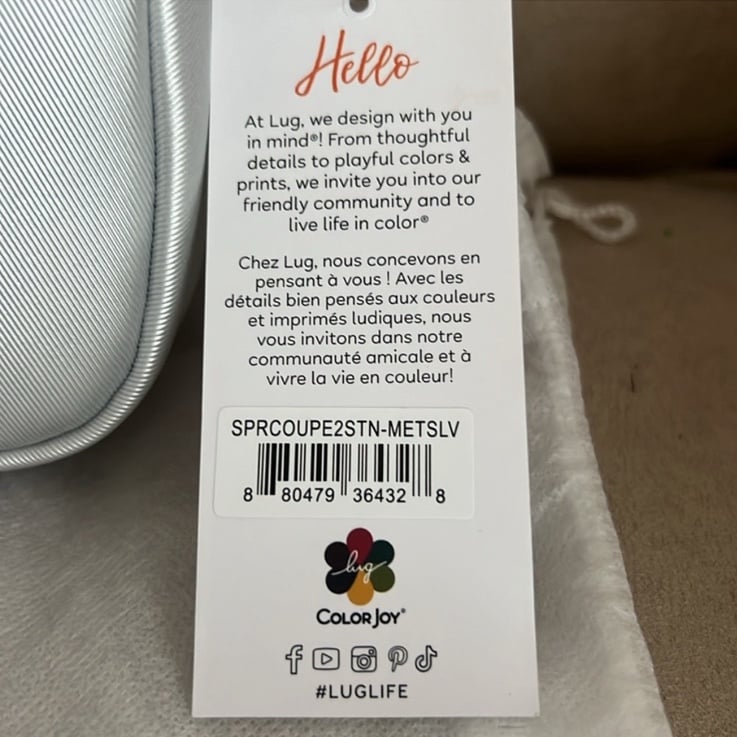 Hello
At Lug, we design with you
in mind®! From thoughtful
details to playful colors &
prints, we invite you into our
friendly community and to
live life in color®
Chez Lug, nous concevons en
pensant à vous ! Avec les
détails bien pensés aux couleurs
et imprimés ludiques, nous
vous invitons dans notre
communauté amicale et à
vivre la vie en couleur!
SPRCOUPE2STN-METSLV
8 80479 36432 8
lug
COLOR JOY®
#LUGLIFE